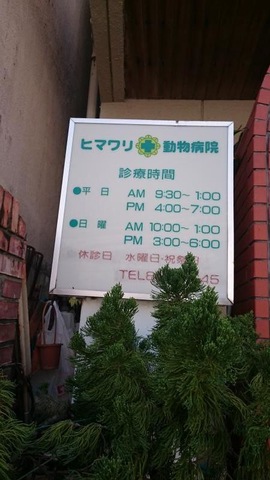 ヒマワリ 動物病院
診療時間
●平 日 AM 9:30～1:00
PM 4:00～7:00
●日 曜 AM 10:00～1:00
PM 3:00～6:00
休診日 水曜日・祝祭日
TEL8 45